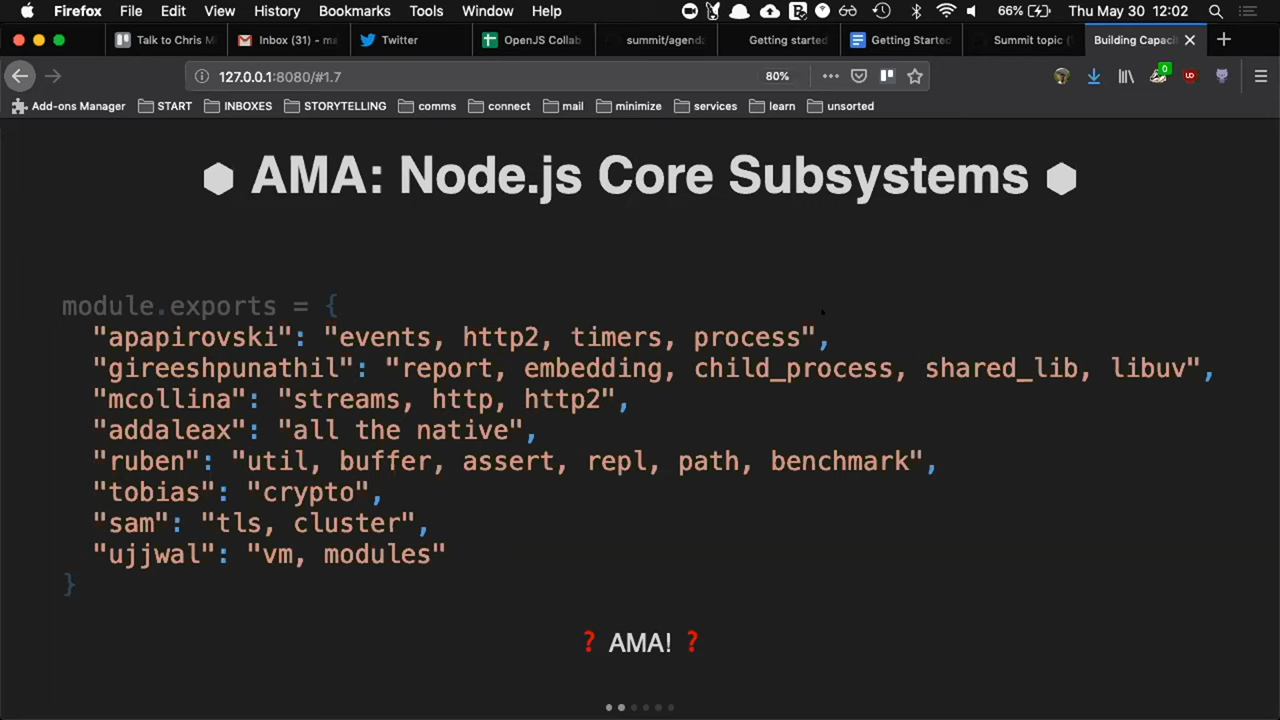 Firefox File Edit View History Bookmarks Tools Window Help 66% Thu May 30 12:02
Talk to Chris M Inbox (31) - ma Twitter OpenJS Collab summit/agenda Getting started Getting Started Summit topic ( Building Capaci
127.0.0.1:8080/#1.7 80% 0
Add-ons Manager START INBOXES STORYTELLING comms connect mail minimize services learn unsorted
AMA: Node.js Core Subsystems
module.exports = {
"apapirovski": "events, http2, timers, process",
"gireeshpunathil": "report, embedding, child_process, shared_lib, libuv",
"mcollina": "streams, http, http2",
"addaleax": "all the native",
"ruben": "util, buffer, assert, repl, path, benchmark",
"tobias": "crypto",
"sam": "tls, cluster",
"ujjwal": "vm, modules"
}
❓ AMA! ❓